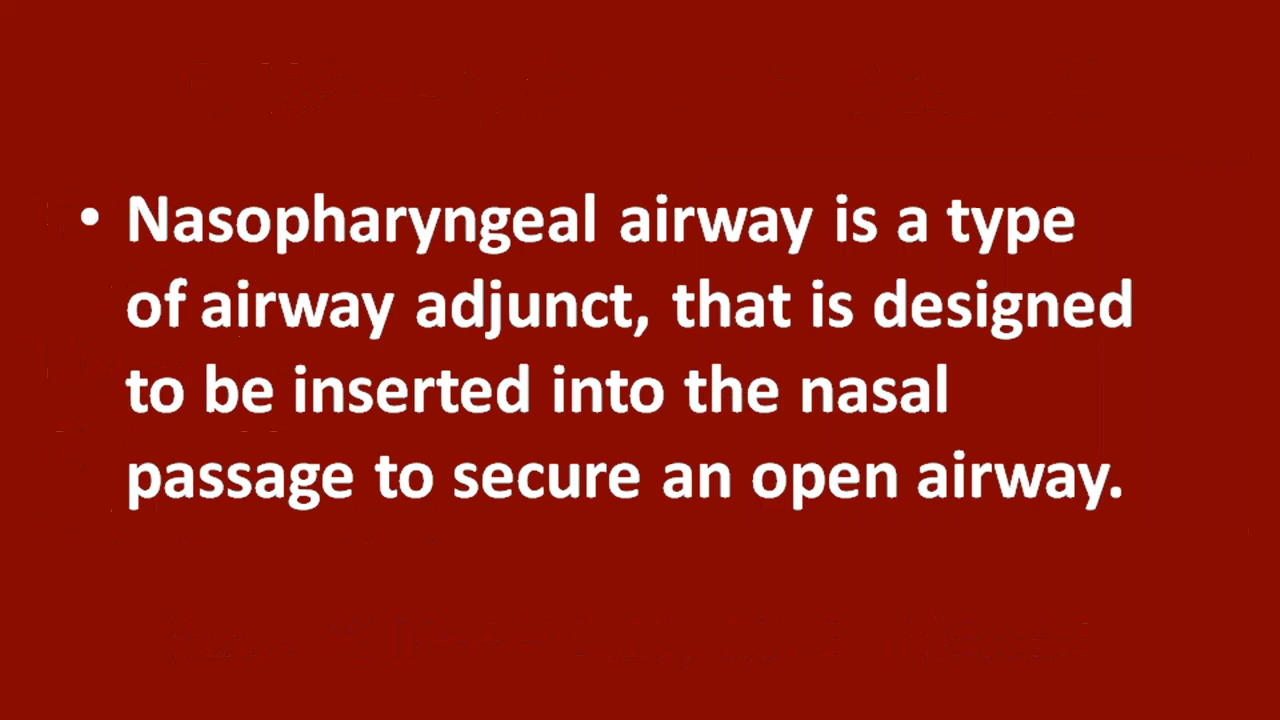 • Nasopharyngeal airway is a type
of airway adjunct, that is designed
to be inserted into the nasal
passage to secure an open airway.